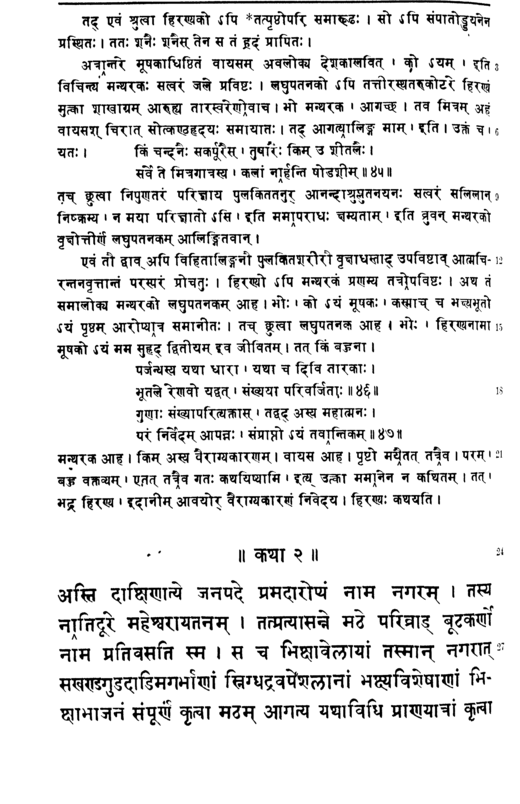 तद् एवं श्रुत्वा हिरण्यको ऽपि *तत्पृष्ठोपरि समारूढः । सो ऽपि संपातोड्डयनेन
प्रस्थितः । ततः शनैः शनैस् तेन स तं ह्रदं प्रापितः ।
अत्रान्तरे मूषकाधिष्ठितं वायसम् अवलोक्य देशकालवित् । को ऽयम् । इति ३
विचिन्त्य मन्थरकः सत्वरं जले प्रविष्टः । लघुपतनको ऽपि तत्तीरस्थतरुकोटरे हिरण्यं
मुक्त्वा शाखायम् आरुह्य तारस्वरेणोवाच । भो मन्थरक । आगच्छ । तव मित्रम् अहं
वायसश् चिरात् सोत्कण्ठहृदयः समायातः । तद् आगत्यालिङ्ग माम् । इति । उक्तं च । ६
यतः । किं चन्दनैः सकर्पूरैस् । तुषारैः किम् उ शीतलैः ।
सर्वे ते मित्रगात्रस्य । कलां नार्हन्ति षोडशीम् ॥ ४५ ॥
तच् छ्रुत्वा निपुणतरं परिज्ञाय पुलकिततनुर् आनन्दाश्रुप्लुतनयनः सत्वरं सलिलान् ९
निष्क्रम्य । न मया परिज्ञातो ऽसि । इति ममापराधः क्षम्यताम् । इति ब्रुवन् मन्थरको
वृक्षोत्तीर्णं लघुपतनकम् आलिङ्गितवान् ।
एवं तौ द्वाव् अपि विहितालिङ्गनौ पुलकितशरीरौ वृक्षाधस्ताद् उपविष्टाव् आत्मचि- १२
रन्तनवृत्तान्तं परस्परं प्रोचतुः । हिरण्यो ऽपि मन्थरकं प्रणम्य तत्रोपविष्टः । अथ तं
समालोक्य मन्थरको लघुपतनकम् आह । भोः । को ऽयं मूषकः । कस्माच् च भक्ष्यभूतो
ऽयं पृष्ठम् आरोप्यात्र समानीतः । तच् छ्रुत्वा लघुपतनक आह । भोः । हिरण्यनामा १५
मूषको ऽयं मम सुहृद् द्वितीयम् इव जीवितम् । तत् किं बहुना ।
पर्जन्यस्य यथा धारा । यथा च दिवि तारकाः ।
भूतले रेणवो यद्वत् । संख्यया परिवर्जिताः ॥ ४६ ॥ १८
गुणाः संख्यापरित्यक्तास् । तद्वद् अस्य महात्मनः ।
परं निर्वेदम् आपन्नः । संप्राप्तो ऽयं तवान्तिकम् ॥ ४७ ॥
मन्थरक आह । किम् अस्य वैराग्यकारणम् । वायस आह । पृष्टो मयैतत् तत्रैव । परम् । २१
बहु वक्तव्यम् । एतत् तत्रैव गतः कथयिष्यामि । इत्य् उक्त्वा ममानेन न कथितम् । तत् ।
भद्र हिरण्य । इदानीम् आवयोर् वैराग्यकारणं निवेदय । हिरण्यः कथयति ।
॥ कथा २ ॥ २४
अस्ति दाक्षिणात्ये जनपदे प्रमदारोप्यं नाम नगरम् । तस्य
नातिदूरे महेश्वरायतनम् । तत्प्रत्यासन्ने मठे परिव्राड् बूटकर्णो
नाम प्रतिवसति स्म । स च भिक्षावेलायां तस्मान् नगरात् २७
सखण्डगुडदाडिमगर्भाणां स्निग्धद्रवपेशलानां भक्ष्यविशेषाणां भि-
क्षाभाजनं संपूर्णं कृत्वा मठम् आगत्य यथाविधि प्राणयात्रां कृत्वा